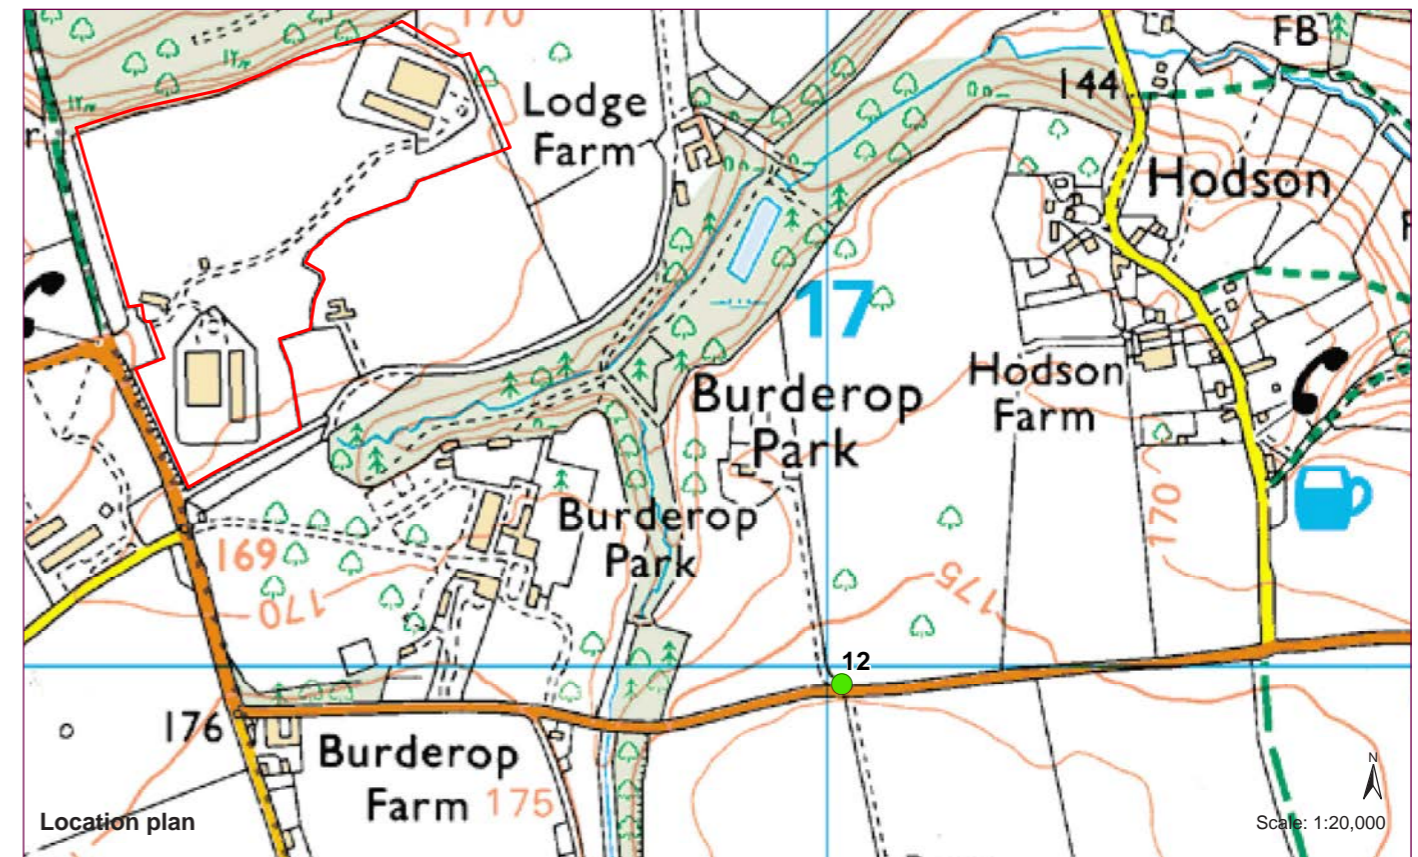 170
FB
Lodge
Farm
144
Hodson
17
Hodson
Farm
Burderop
Park
170
Burderop
Park
169
170
175
12
176
Burderop
Farm
175
N
Location plan
Scale: 1:20,000